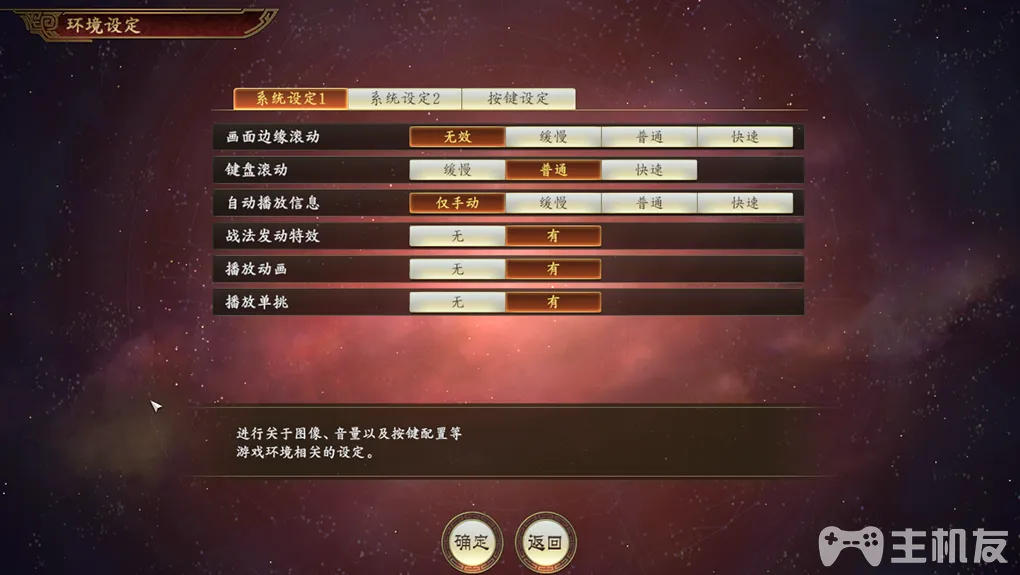 环境设定
系统设定1 系统设定2 按键设定
画面边缘滚动 无效 缓慢 普通 快速
键盘滚动 缓慢 普通 快速
自动播放信息 仅手动 缓慢 普通 快速
战法发动特效 无 有
播放动画 无 有
播放单挑 无 有
进行关于图像、音量以及按键配置等
游戏环境相关的设定。
确定 返回
主机友